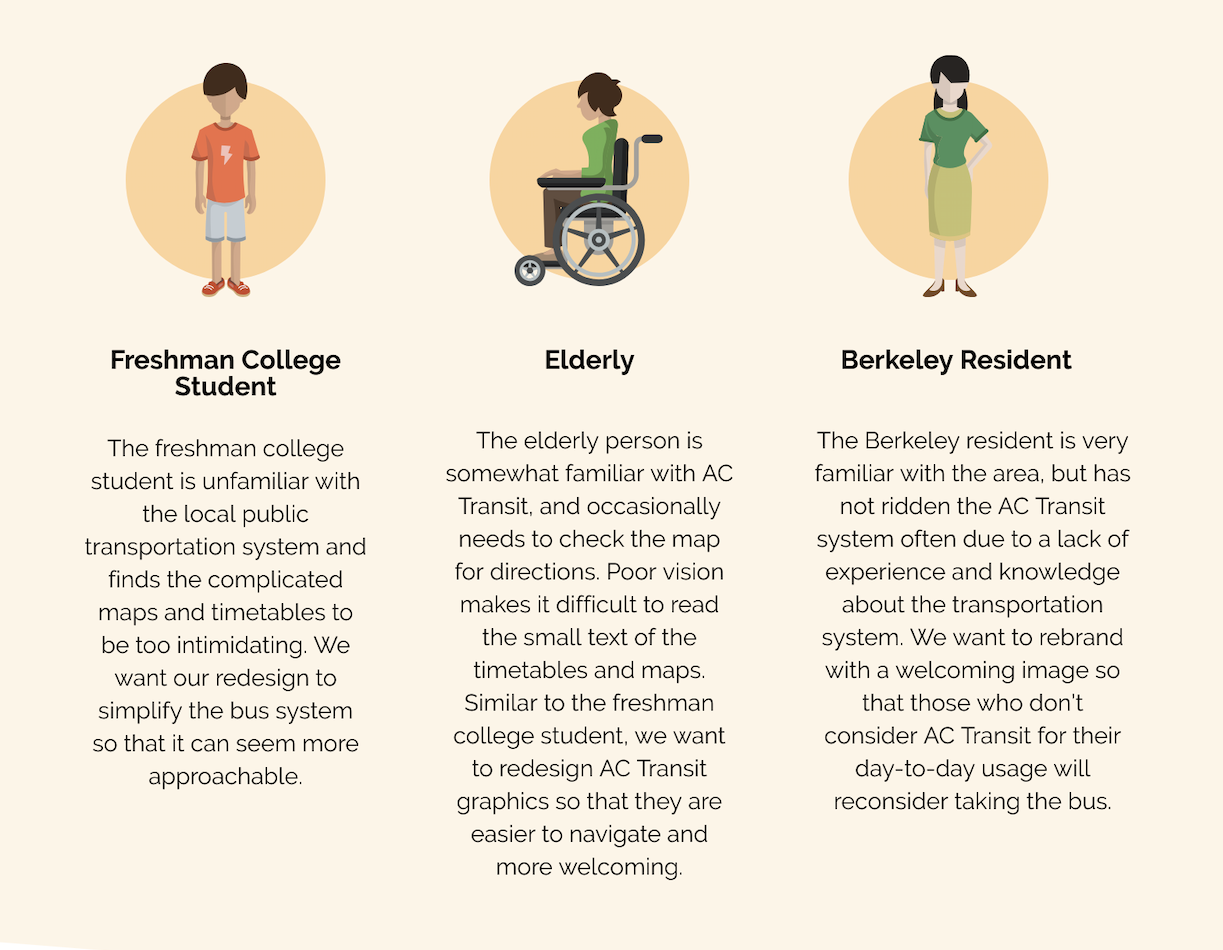 Freshman College
Student
The freshman college
student is unfamiliar with
the local public
transportation system and
finds the complicated
maps and timetables to
be too intimidating. We
want our redesign to
simplify the bus system
so that it can seem more
approachable.
Elderly
The elderly person is
somewhat familiar with AC
Transit, and occasionally
needs to check the map
for directions. Poor vision
makes it difficult to read
the small text of the
timetables and maps.
Similar to the freshman
college student, we want
to redesign AC Transit
graphics so that they are
easier to navigate and
more welcoming.
Berkeley Resident
The Berkeley resident is very
familiar with the area, but has
not ridden the AC Transit
system often due to a lack of
experience and knowledge
about the transportation
system. We want to rebrand
with a welcoming image so
that those who don't
consider AC Transit for their
day-to-day usage will
reconsider taking the bus.